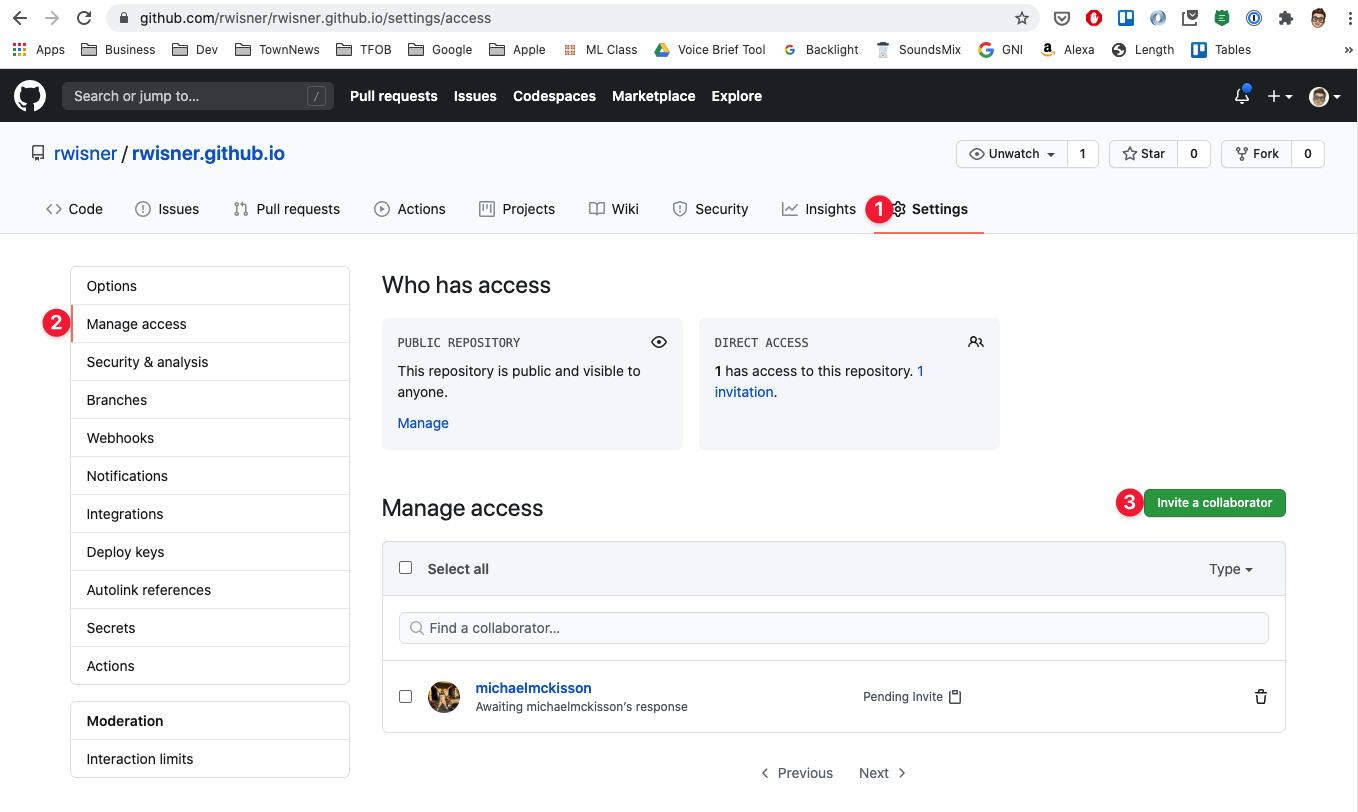 github.com/rwisner/rwisner.github.io/settings/access
Apps Business Dev TownNews TFOB Google Apple ML Class Voice Brief Tool Backlight SoundsMix GNI Alexa Length Tables »
Search or jump to... / Pull requests Issues Codespaces Marketplace Explore
rwisner / rwisner.github.io Unwatch 1 Star 0 Fork 0
Code Issues Pull requests Actions Projects Wiki Security Insights 1 Settings
Options
2 Manage access
Security & analysis
Branches
Webhooks
Notifications
Integrations
Deploy keys
Autolink references
Secrets
Actions
Moderation
Interaction limits
Who has access
PUBLIC REPOSITORY
This repository is public and visible to
anyone.
Manage
DIRECT ACCESS
1 has access to this repository. 1
invitation.
Manage access 3 Invite a collaborator
Select all Type
Find a collaborator...
michaelmckisson
Awaiting michaelmckisson's response
Pending Invite
Previous Next